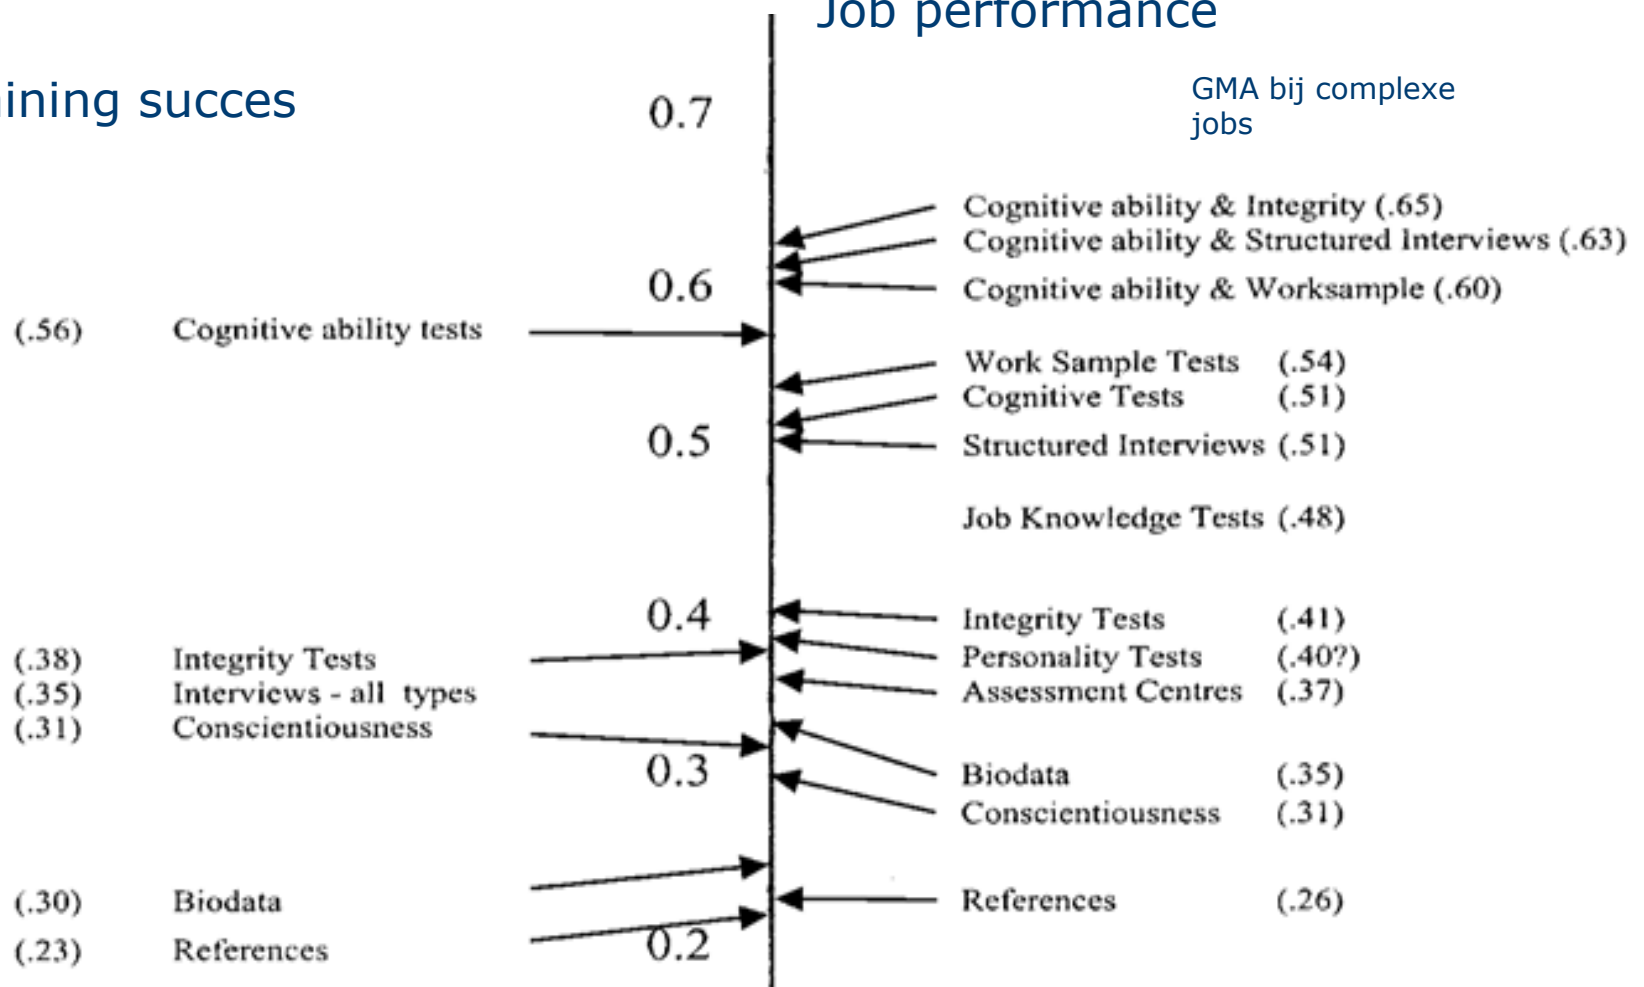 Job performance
ining succes
GMA bij complexe
jobs
0.7
0.6
0.5
0.4
0.3
0.2
(.56) Cognitive ability tests
(.38) Integrity Tests
(.35) Interviews - all types
(.31) Conscientiousness
(.30) Biodata
(.23) References
Cognitive ability & Integrity (.65)
Cognitive ability & Structured Interviews (.63)
Cognitive ability & Worksample (.60)
Work Sample Tests (.54)
Cognitive Tests (.51)
Structured Interviews (.51)
Job Knowledge Tests (.48)
Integrity Tests (.41)
Personality Tests (.40?)
Assessment Centres (.37)
Biodata (.35)
Conscientiousness (.31)
References (.26)